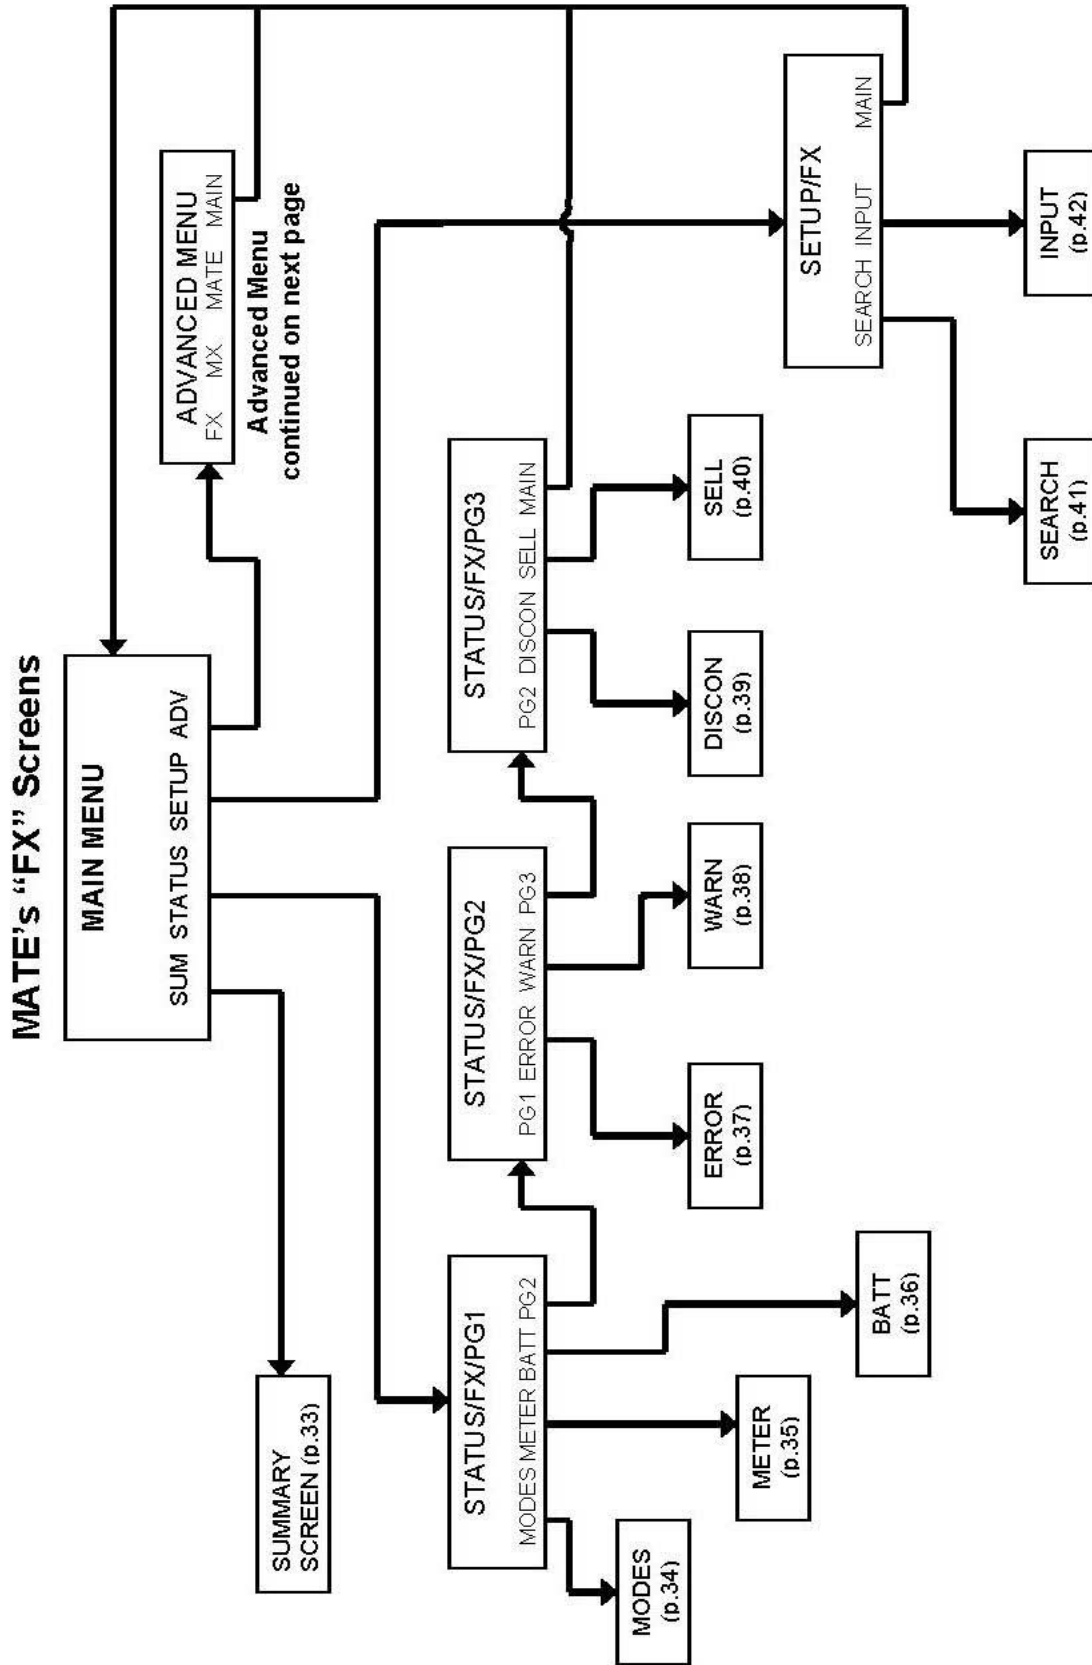 MATE's “FX” Screens
MAIN MENU
SUM STATUS SETUP ADV
SUMMARY
SCREEN (p.33)
ADVANCED MENU
FX MX MATE MAIN
Advanced Menu
continued on next page
STATUS/FX/PG1
MODES METER BATT PG2
STATUS/FX/PG2
PG1 ERROR WARN PG3
STATUS/FX/PG3
PG2 DISCON SELL MAIN
MODES
(p.34)
METER
(p.35)
BATT
(p.36)
ERROR
(p.37)
WARN
(p.38)
DISCON
(p.39)
SELL
(p.40)
SETUP/FX
SEARCH INPUT MAIN
SEARCH
(p.41)
INPUT
(p.42)